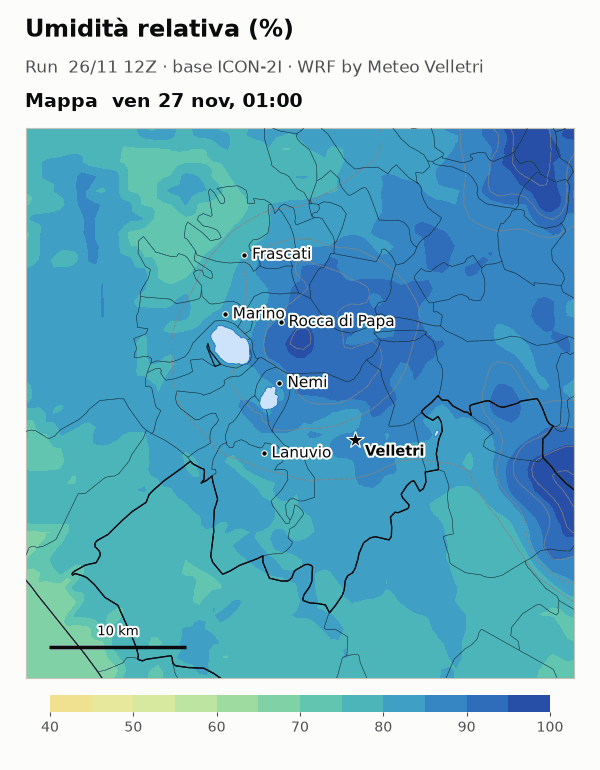 Umidità relativa (%)
Run  26/11 12Z · base ICON-2I · WRF by Meteo Velletri
Mappa  ven 27 nov, 01:00
Frascati
Marino
Rocca di Papa
Nemi
Velletri
Lanuvio
10 km
40 50 60 70 80 90 100